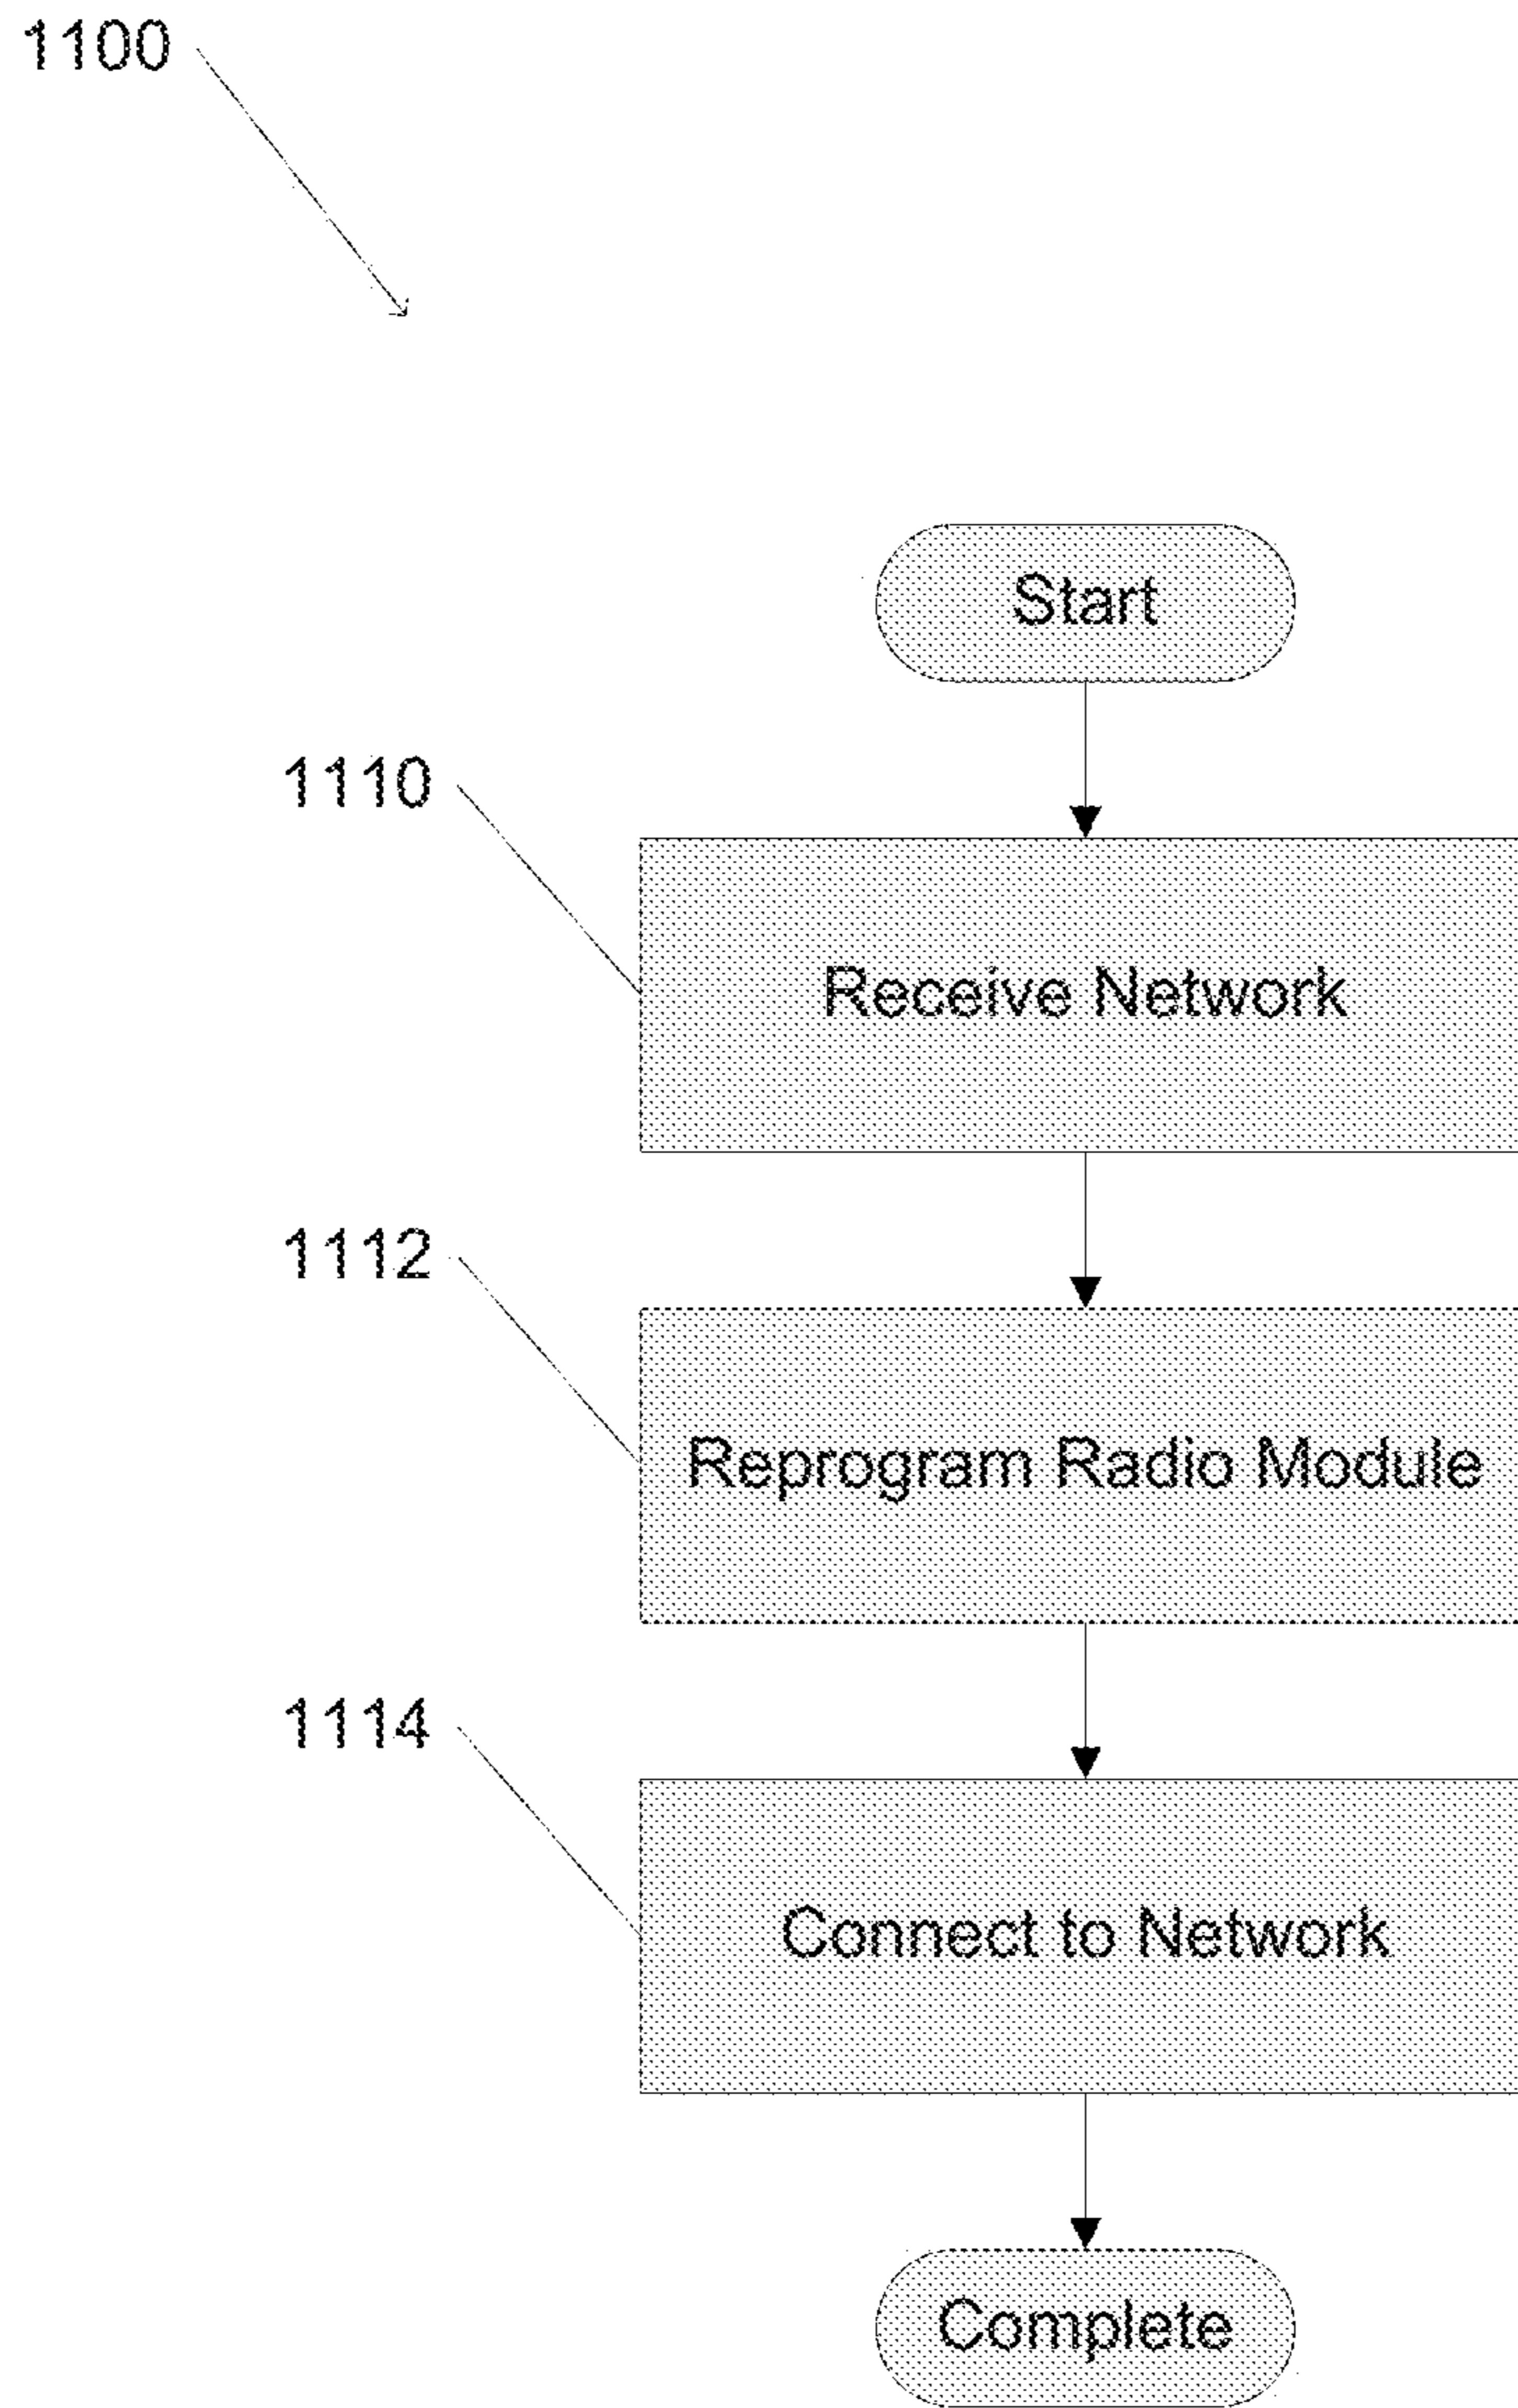 1100
Start
1110
Receive Network
1112
Reprogram Radio Module
1114
Connect to Network
Complete